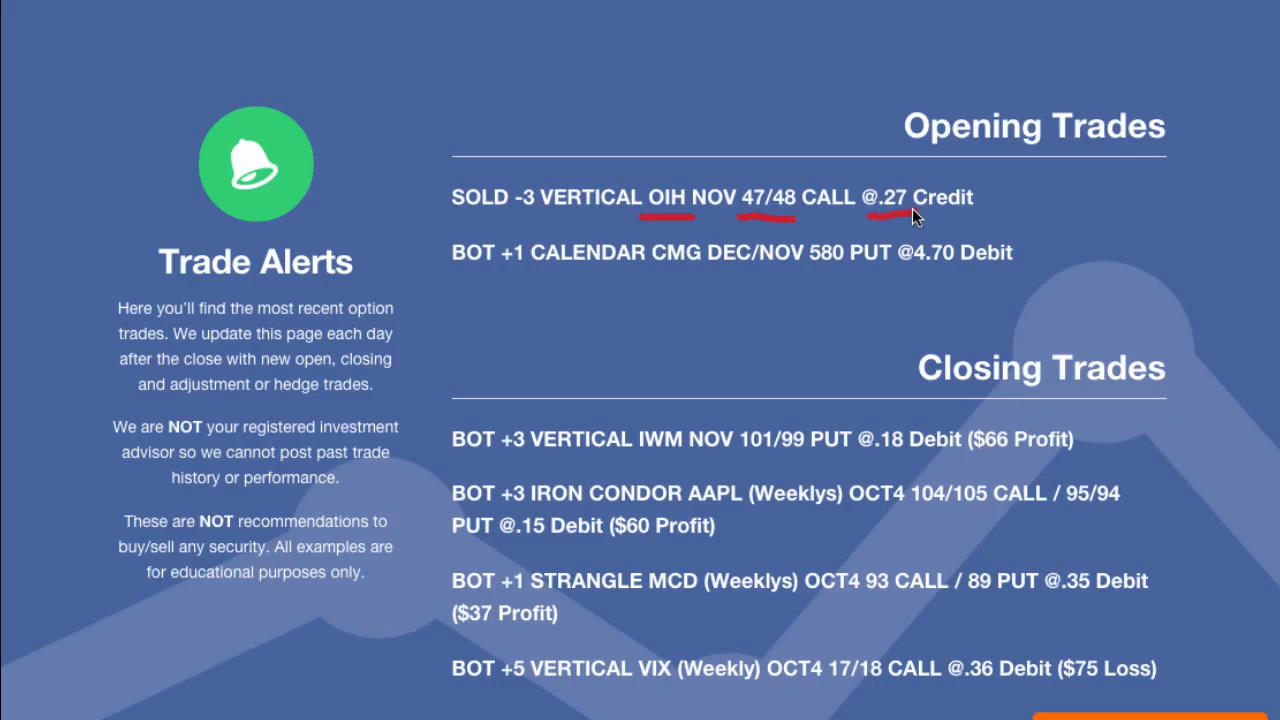 Trade Alerts
Here you'll find the most recent option
trades. We update this page each day
after the close with new open, closing
and adjustment or hedge trades.
We are NOT your registered investment
advisor so we cannot post past trade
history or performance.
These are NOT recommendations to
buy/sell any security. All examples are
for educational purposes only.
Opening Trades
SOLD -3 VERTICAL OIH NOV 47/48 CALL @.27 Credit
BOT +1 CALENDAR CMG DEC/NOV 580 PUT @4.70 Debit
Closing Trades
BOT +3 VERTICAL IWM NOV 101/99 PUT @.18 Debit ($66 Profit)
BOT +3 IRON CONDOR AAPL (Weeklys) OCT4 104/105 CALL / 95/94
PUT @.15 Debit ($60 Profit)
BOT +1 STRANGLE MCD (Weeklys) OCT4 93 CALL / 89 PUT @.35 Debit
($37 Profit)
BOT +5 VERTICAL VIX (Weekly) OCT4 17/18 CALL @.36 Debit ($75 Loss)